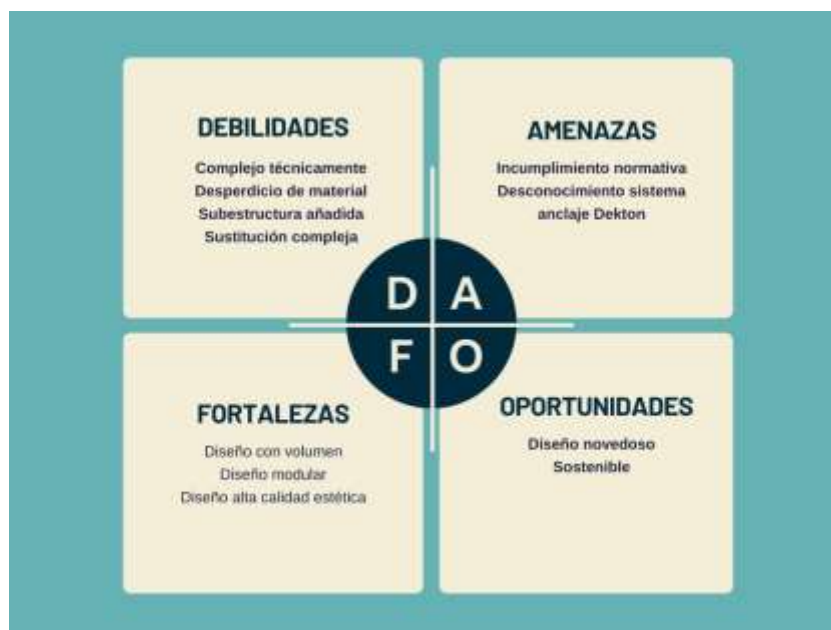 DEBILIDADES
Complejo técnicamente
Desperdicio de material
Subestructura añadida
Sustitución compleja
AMENAZAS
Incumplimiento normativa
Desconocimiento sistema
anclaje Dekton
D A
F O
FORTALEZAS
Diseño con volumen
Diseño modular
Diseño alta calidad estética
OPORTUNIDADES
Diseño novedoso
Sostenible